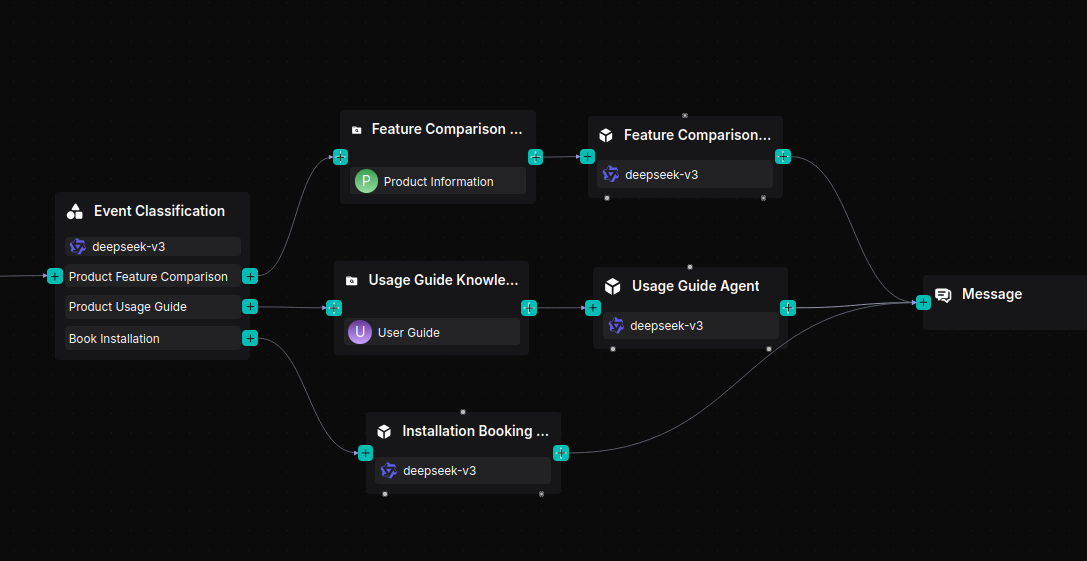 Event Classification
deepseek-v3
Product Feature Comparison
Product Usage Guide
Book Installation
Feature Comparison ...
P
Product Information
Feature Comparison...
deepseek-v3
Usage Guide Knowle...
U
User Guide
Usage Guide Agent
deepseek-v3
Installation Booking ...
deepseek-v3
Message